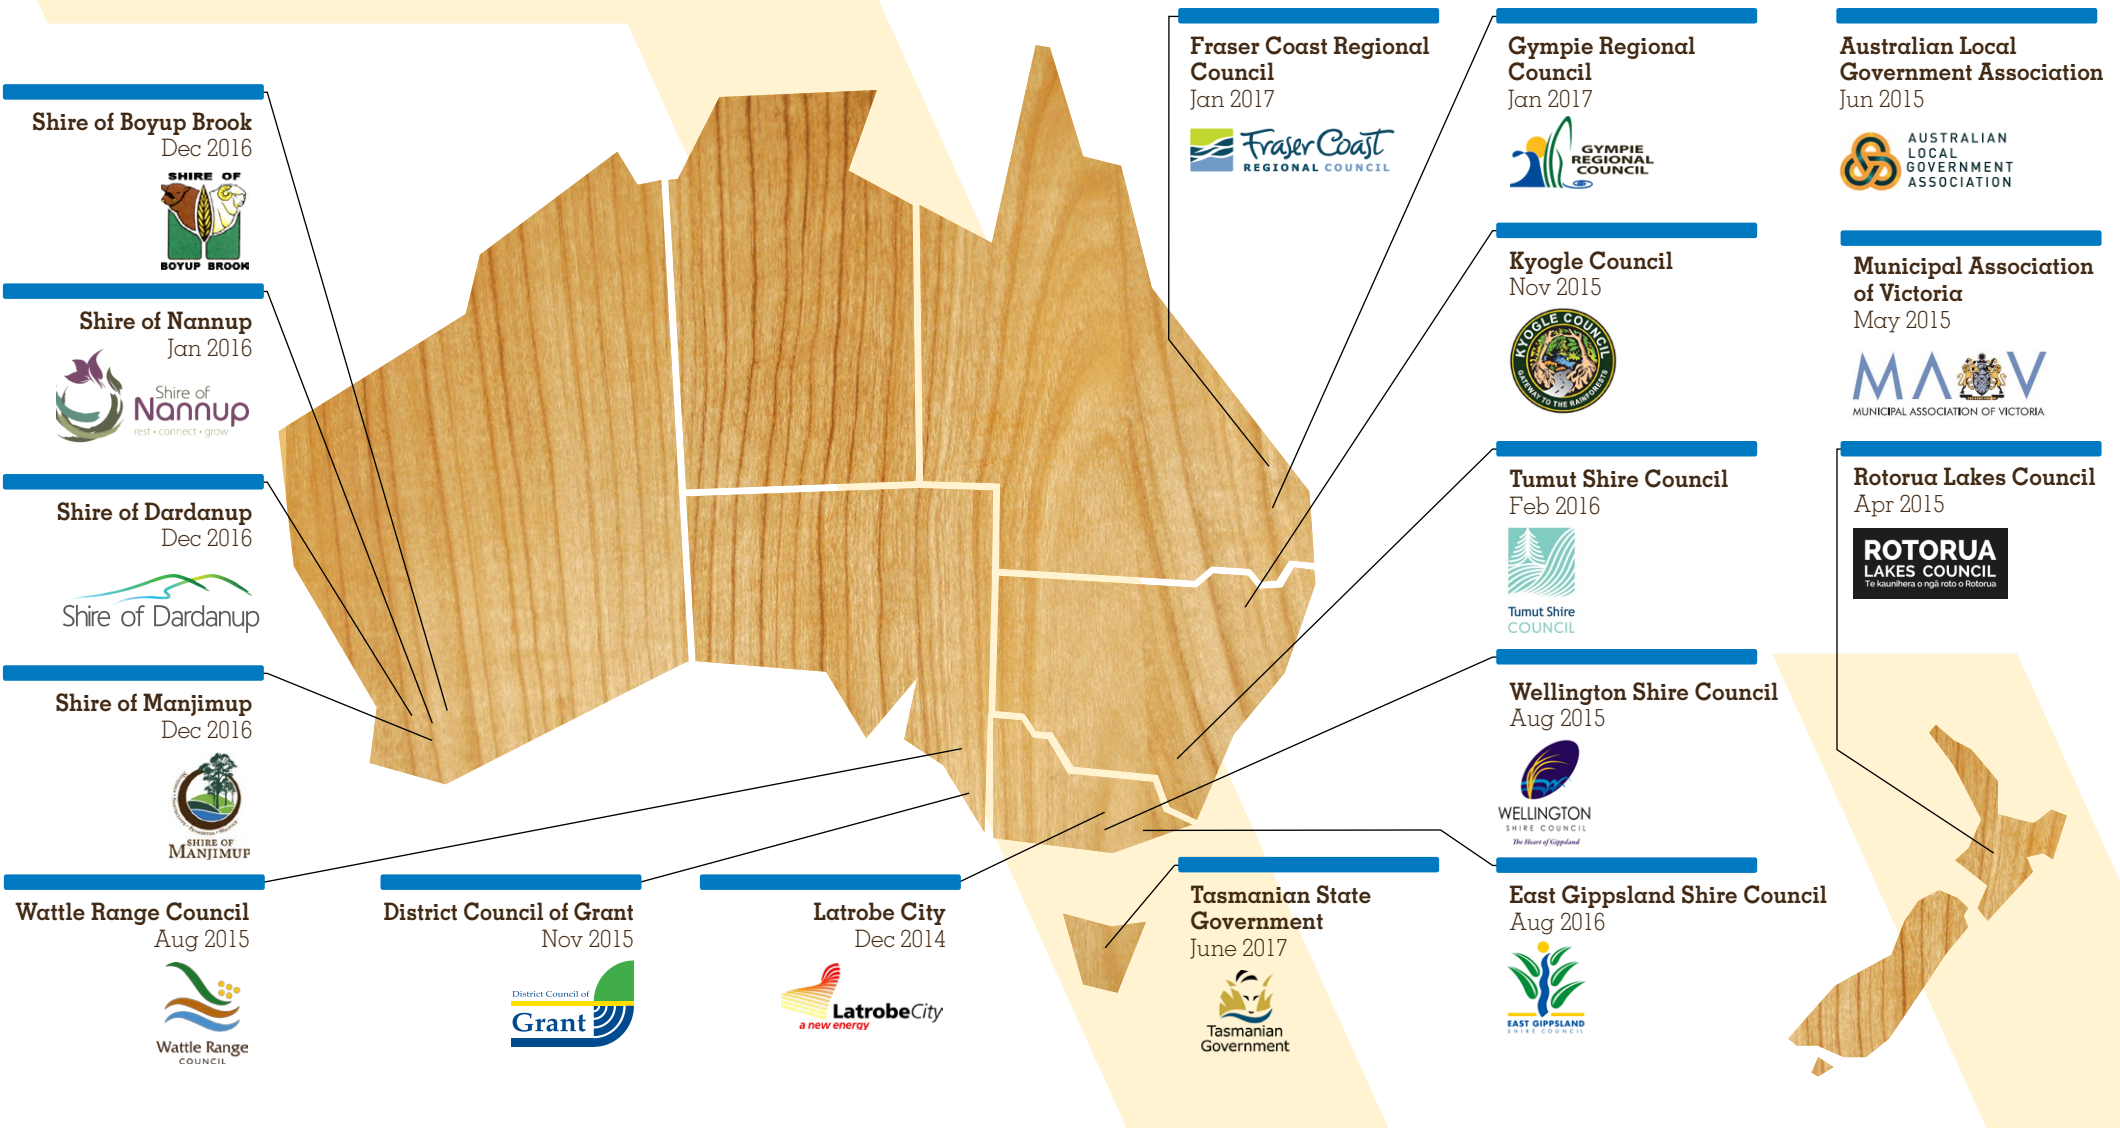 Shire of Boyup Brook
Dec 2016
SHIRE OF
BOYUP BROOK
Shire of Nannup
Jan 2016
Shire of
Nannup
rest • connect • grow
Shire of Dardanup
Dec 2016
Shire of Dardanup
Shire of Manjimup
Dec 2016
SHIRE OF
MANJIMUP
Wattle Range Council
Aug 2015
Wattle Range
COUNCIL
District Council of Grant
Nov 2015
District Council of
Grant
Latrobe City
Dec 2014
LatrobeCity
a new energy
Fraser Coast Regional
Council
Jan 2017
Fraser Coast
REGIONAL COUNCIL
Gympie Regional
Council
Jan 2017
GYMPIE
REGIONAL
COUNCIL
Kyogle Council
Nov 2015
KYOGLE COUNCIL
GATEWAY TO THE RAINFORESTS
Tumut Shire Council
Feb 2016
Tumut Shire
COUNCIL
Wellington Shire Council
Aug 2015
WELLINGTON
SHIRE COUNCIL
The Heart of Gippsland
Tasmanian State
Government
June 2017
Tasmanian
Government
East Gippsland Shire Council
Aug 2016
EAST GIPPSLAND
SHIRE COUNCIL
Australian Local
Government Association
Jun 2015
AUSTRALIAN
LOCAL
GOVERNMENT
ASSOCIATION
Municipal Association
of Victoria
May 2015
MAV
MUNICIPAL ASSOCIATION OF VICTORIA
Rotorua Lakes Council
Apr 2015
ROTORUA
LAKES COUNCIL
Te kaunihera o ngā roto o Rotorua